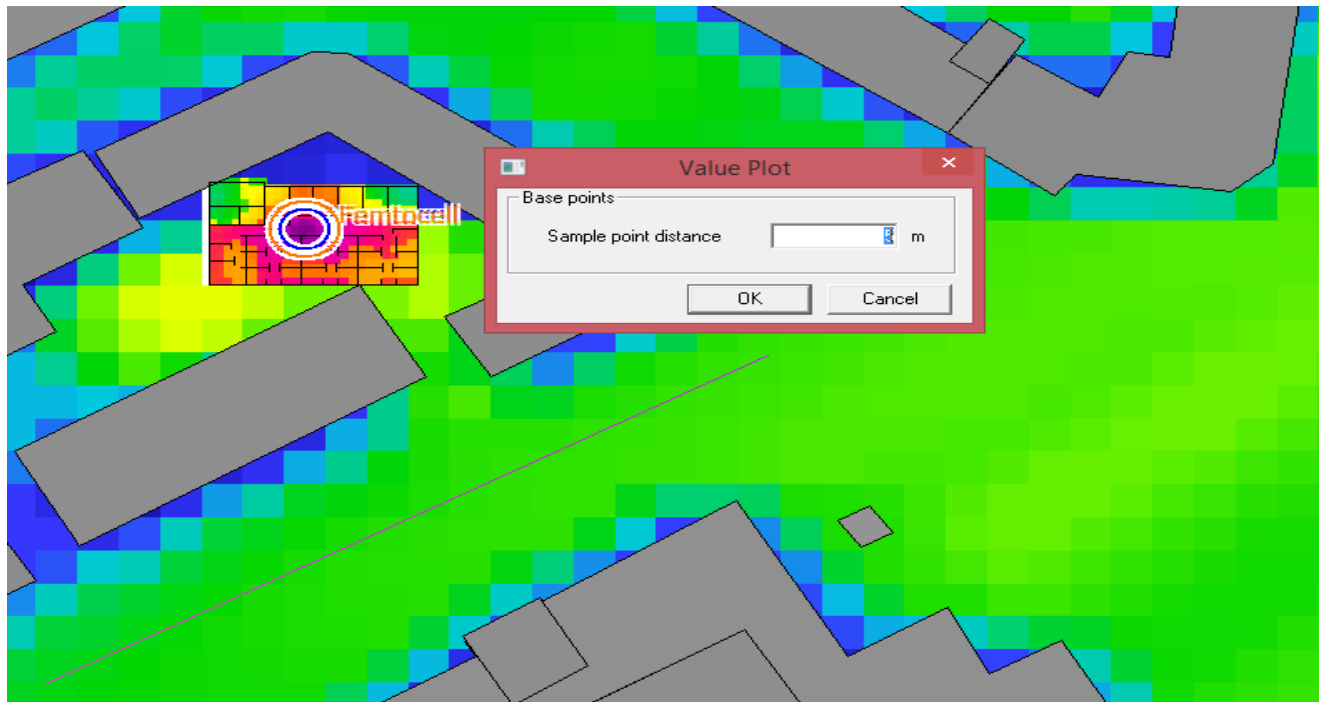 Value Plot
Base points
Sample point distance
m
OK
Cancel
Femtocell